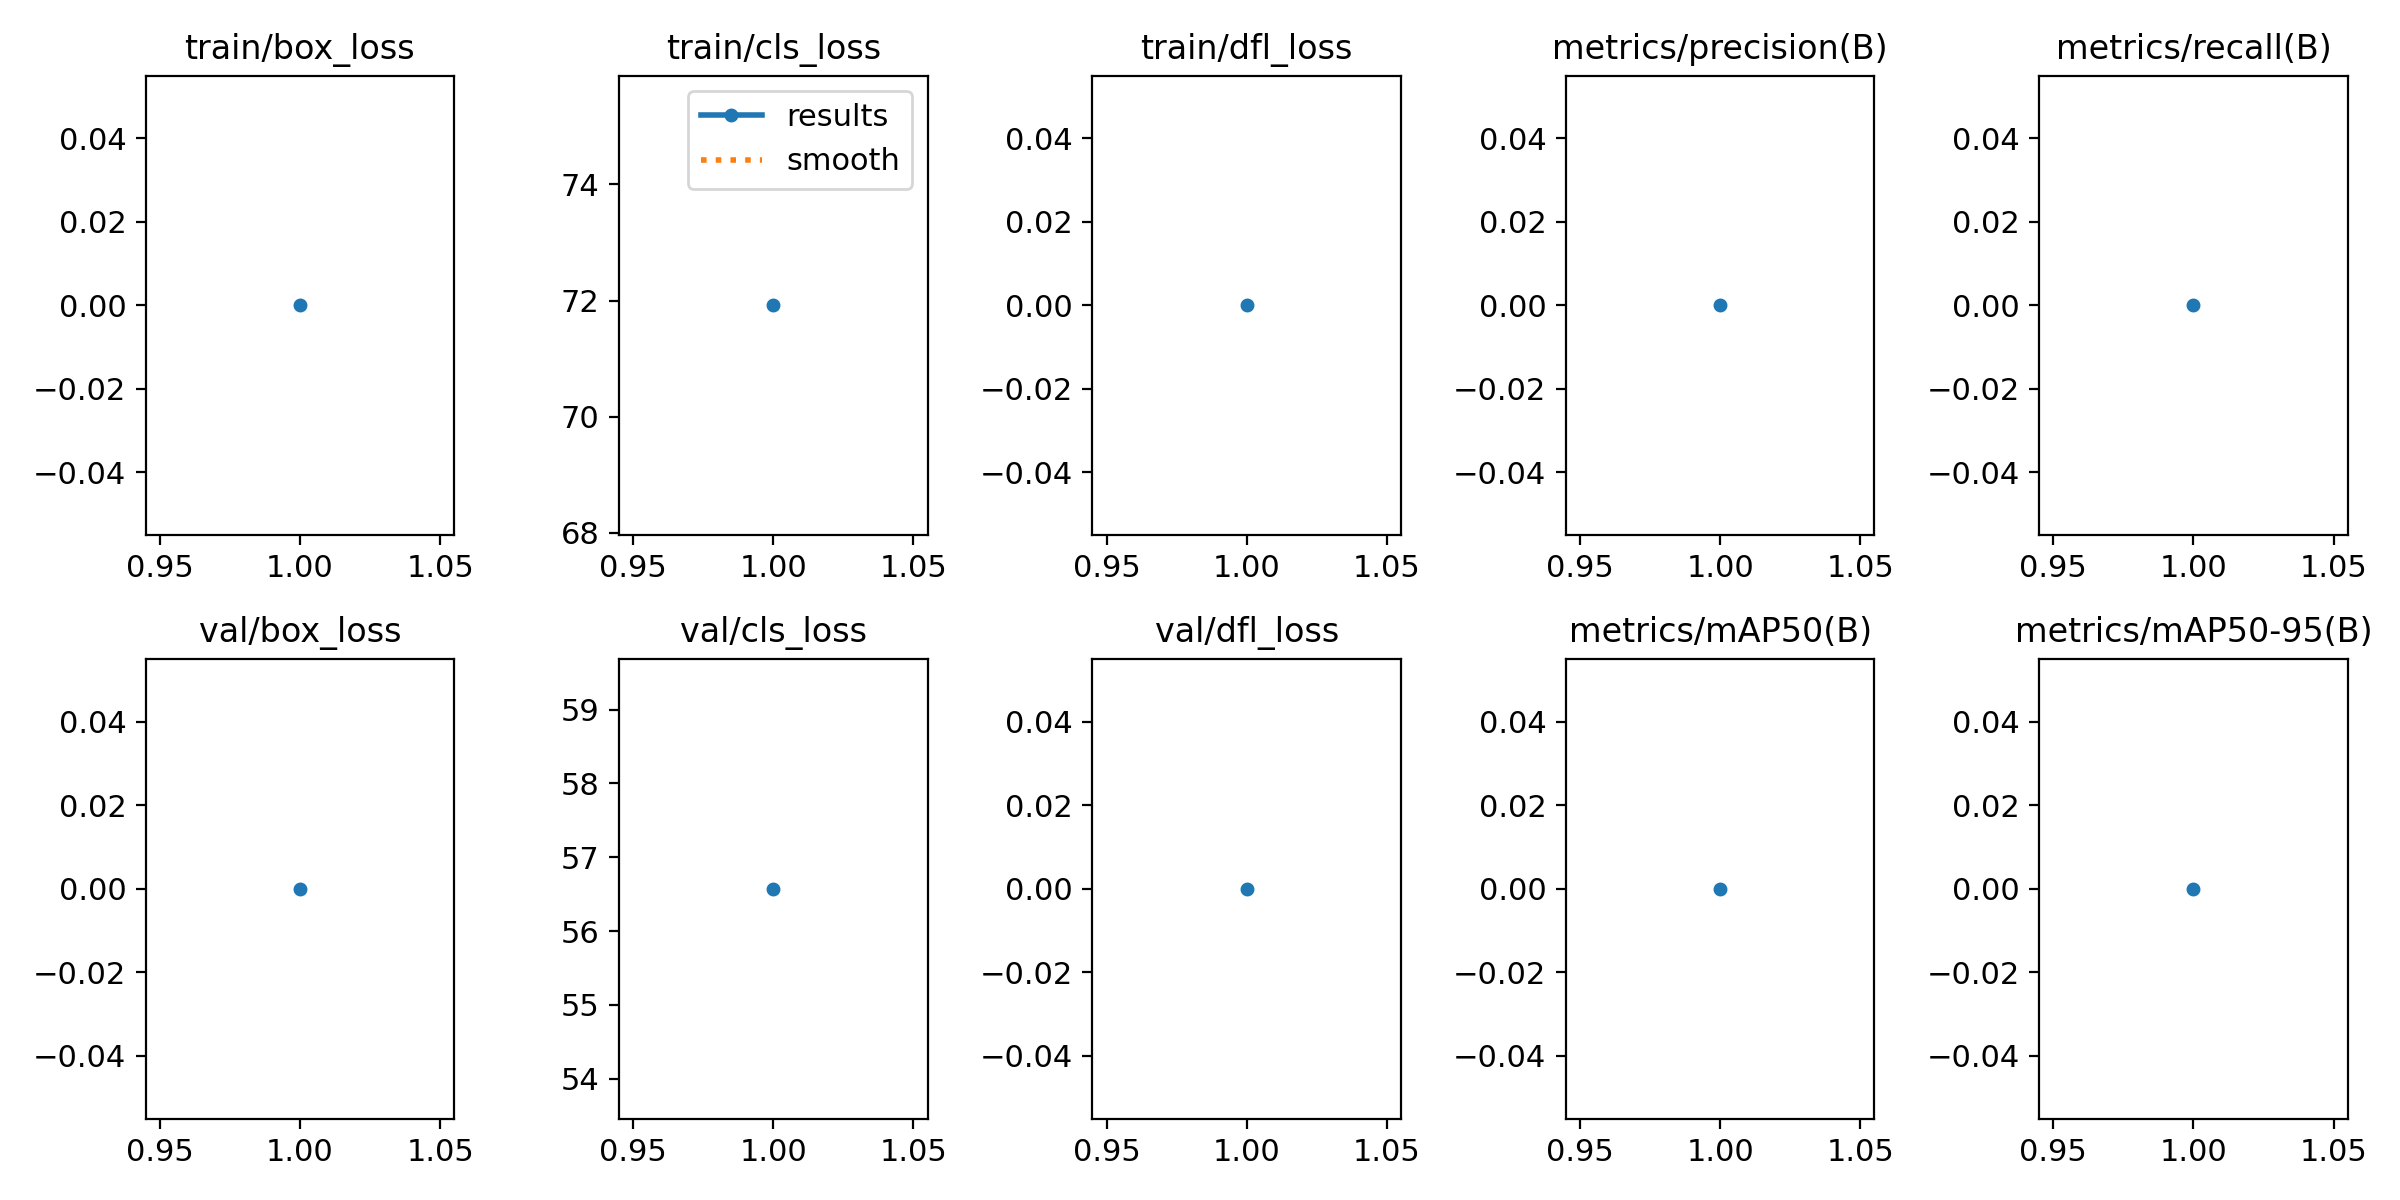 train/box_loss
train/cls_loss
train/dfl_loss
metrics/precision(B)
metrics/recall(B)
0.04
0.02
0.00
−0.02
−0.04
0.95 1.00 1.05
results
smooth
74
72
70
68
0.95 1.00 1.05
0.04
0.02
0.00
−0.02
−0.04
0.95 1.00 1.05
0.04
0.02
0.00
−0.02
−0.04
0.95 1.00 1.05
0.04
0.02
0.00
−0.02
−0.04
0.95 1.00 1.05
val/box_loss
val/cls_loss
val/dfl_loss
metrics/mAP50(B)
metrics/mAP50-95(B)
0.04
0.02
0.00
−0.02
−0.04
0.95 1.00 1.05
59
58
57
56
55
54
0.95 1.00 1.05
0.04
0.02
0.00
−0.02
−0.04
0.95 1.00 1.05
0.04
0.02
0.00
−0.02
−0.04
0.95 1.00 1.05
0.04
0.02
0.00
−0.02
−0.04
0.95 1.00 1.05